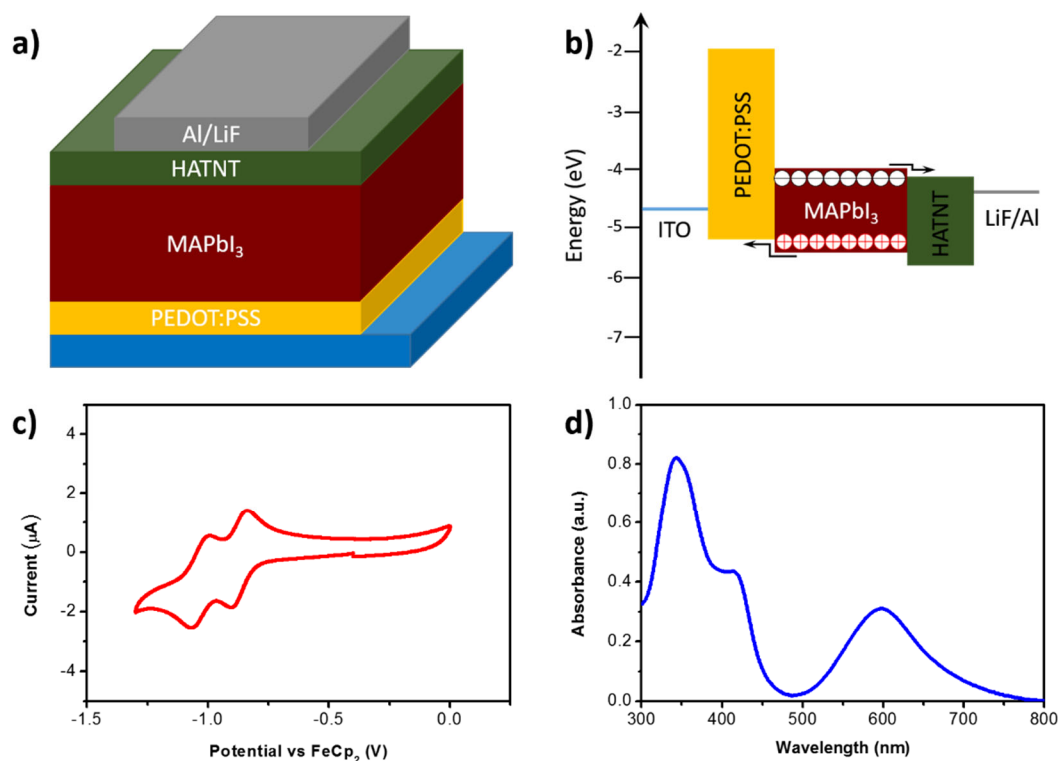 a)
Al/LiF
HATNT
MAPbI₃
PEDOT:PSS
b)
Energy (eV)
-2
-3
-4
-5
-6
-7
ITO
PEDOT:PSS
MAPbI₃
HATNT
LiF/Al
c)
Current (µA)
4
2
0
-2
-4
-1.5
-1.0
-0.5
0.0
Potential vs FeCp₂ (V)
d)
Absorbance (a.u.)
1.0
0.8
0.6
0.4
0.2
0.0
300
400
500
600
700
800
Wavelength (nm)